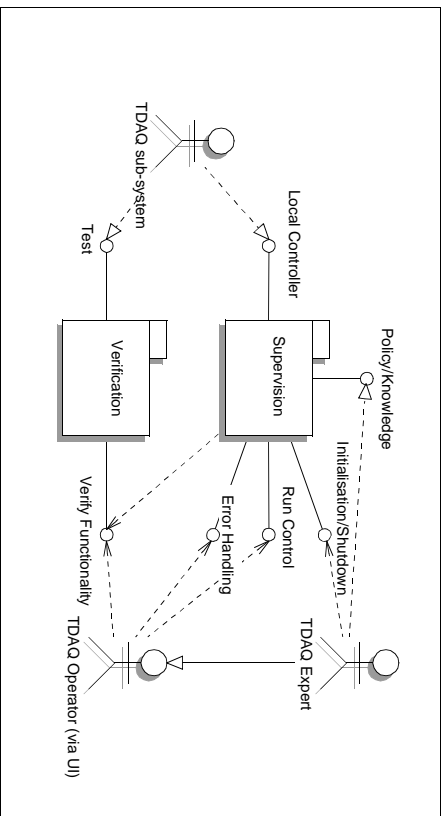 Policy/Knowledge
Local Controller
Supervision
Initialisation/Shutdown
Run Control
Error Handling
TDAQ Expert
TDAQ sub-system
Test
Verification
Verify Functionality
TDAQ Operator (via UI)